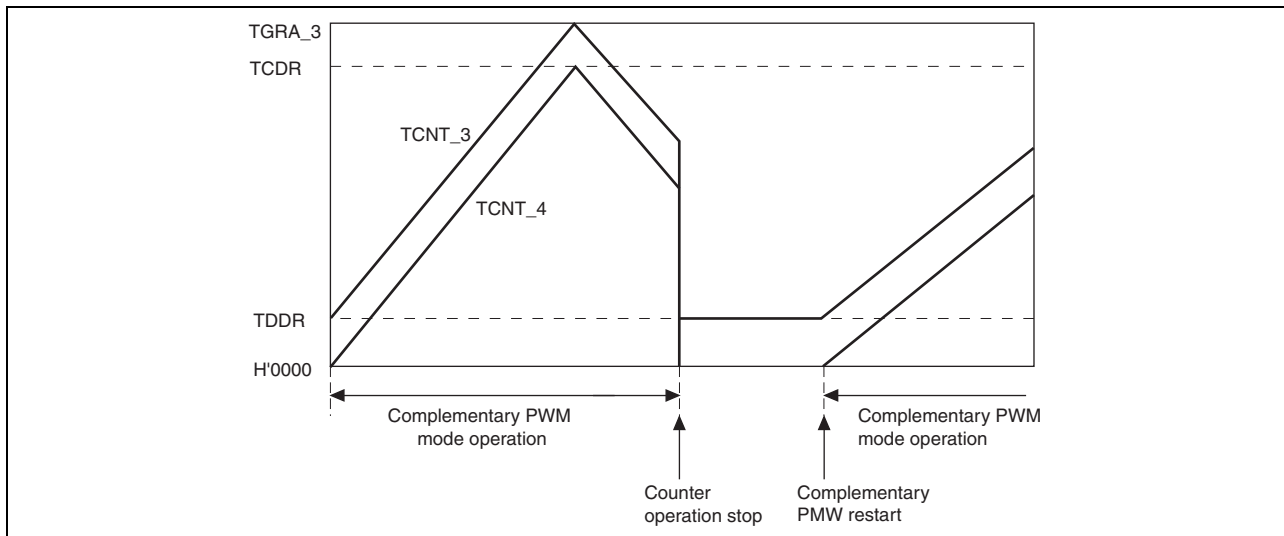 TGRA_3
TCDR
TCNT_3
TCNT_4
TDDR
H'0000
Complementary PWM
mode operation
Complementary PWM
mode operation
Counter
operation stop
Complementary
PMW restart